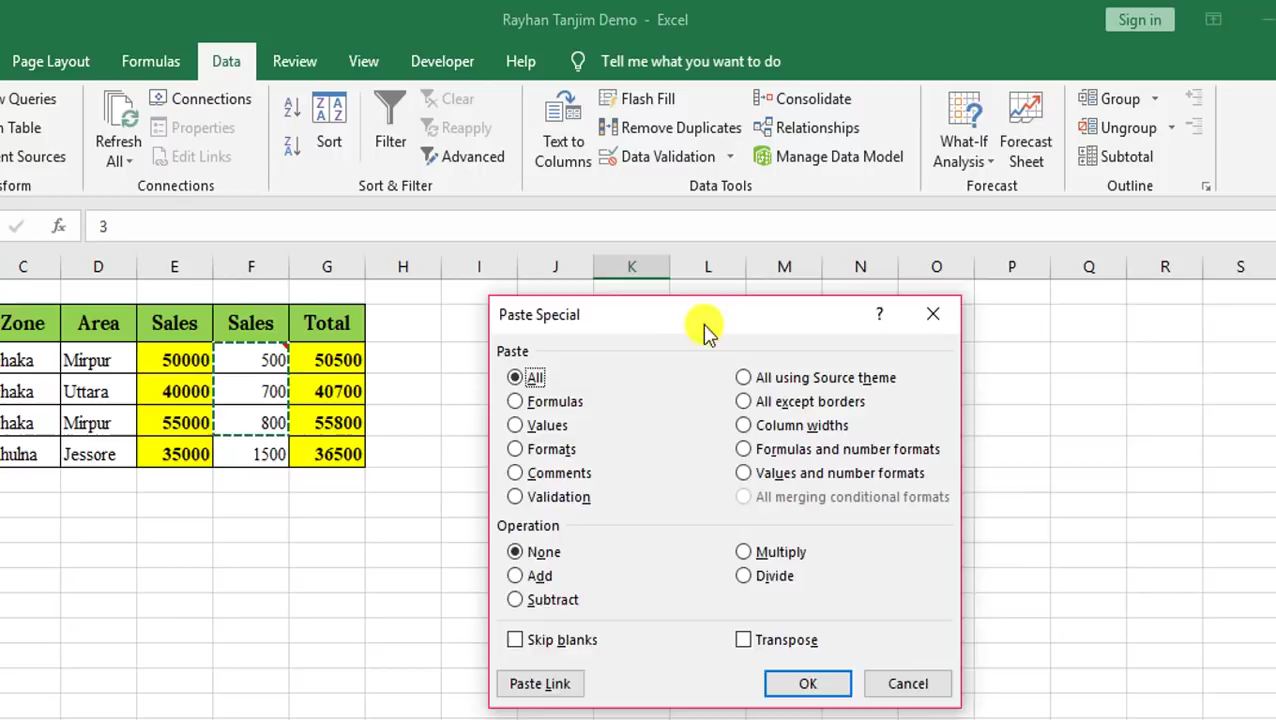 Rayhan Tanjim Demo - Excel
Sign in
Page Layout Formulas Data Review View Developer Help Tell me what you want to do
Queries
Table
Sources
Refresh All
Connections
Properties
Edit Links
Connections
Sort
Filter
Clear
Reapply
Advanced
Sort & Filter
Text to Columns
Flash Fill
Remove Duplicates
Data Validation
Consolidate
Relationships
Manage Data Model
Data Tools
What-If Analysis
Forecast Sheet
Forecast
Group
Ungroup
Subtotal
Outline
fx 3
C D E F G H I J K L M N O P Q R S
Zone Area Sales Sales Total
haka Mirpur 50000 500 50500
haka Uttara 40000 700 40700
haka Mirpur 55000 800 55800
hulna Jessore 35000 1500 36500
Paste Special ?
Paste
All All using Source theme
Formulas All except borders
Values Column widths
Formats Formulas and number formats
Comments Values and number formats
Validation All merging conditional formats
Operation
None Multiply
Add Divide
Subtract
Skip blanks Transpose
Paste Link OK Cancel